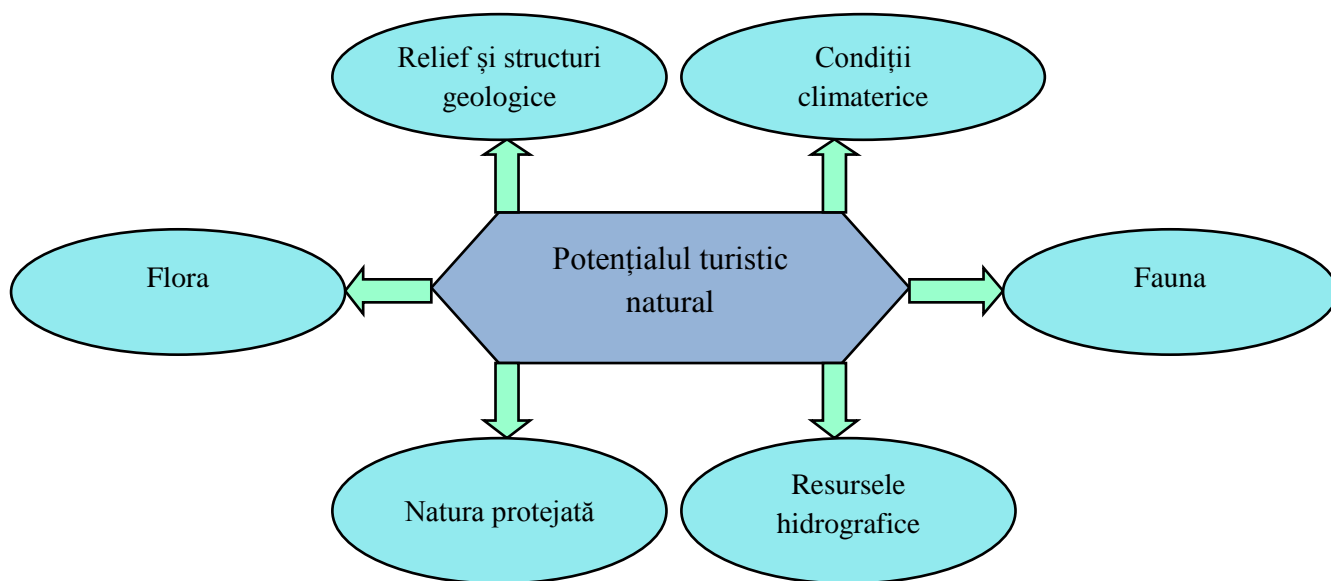 Relief și structuri
geologice
Condiții
climaterice
Flora
Potențialul turistic
natural
Fauna
Natura protejată
Resursele
hidrografice